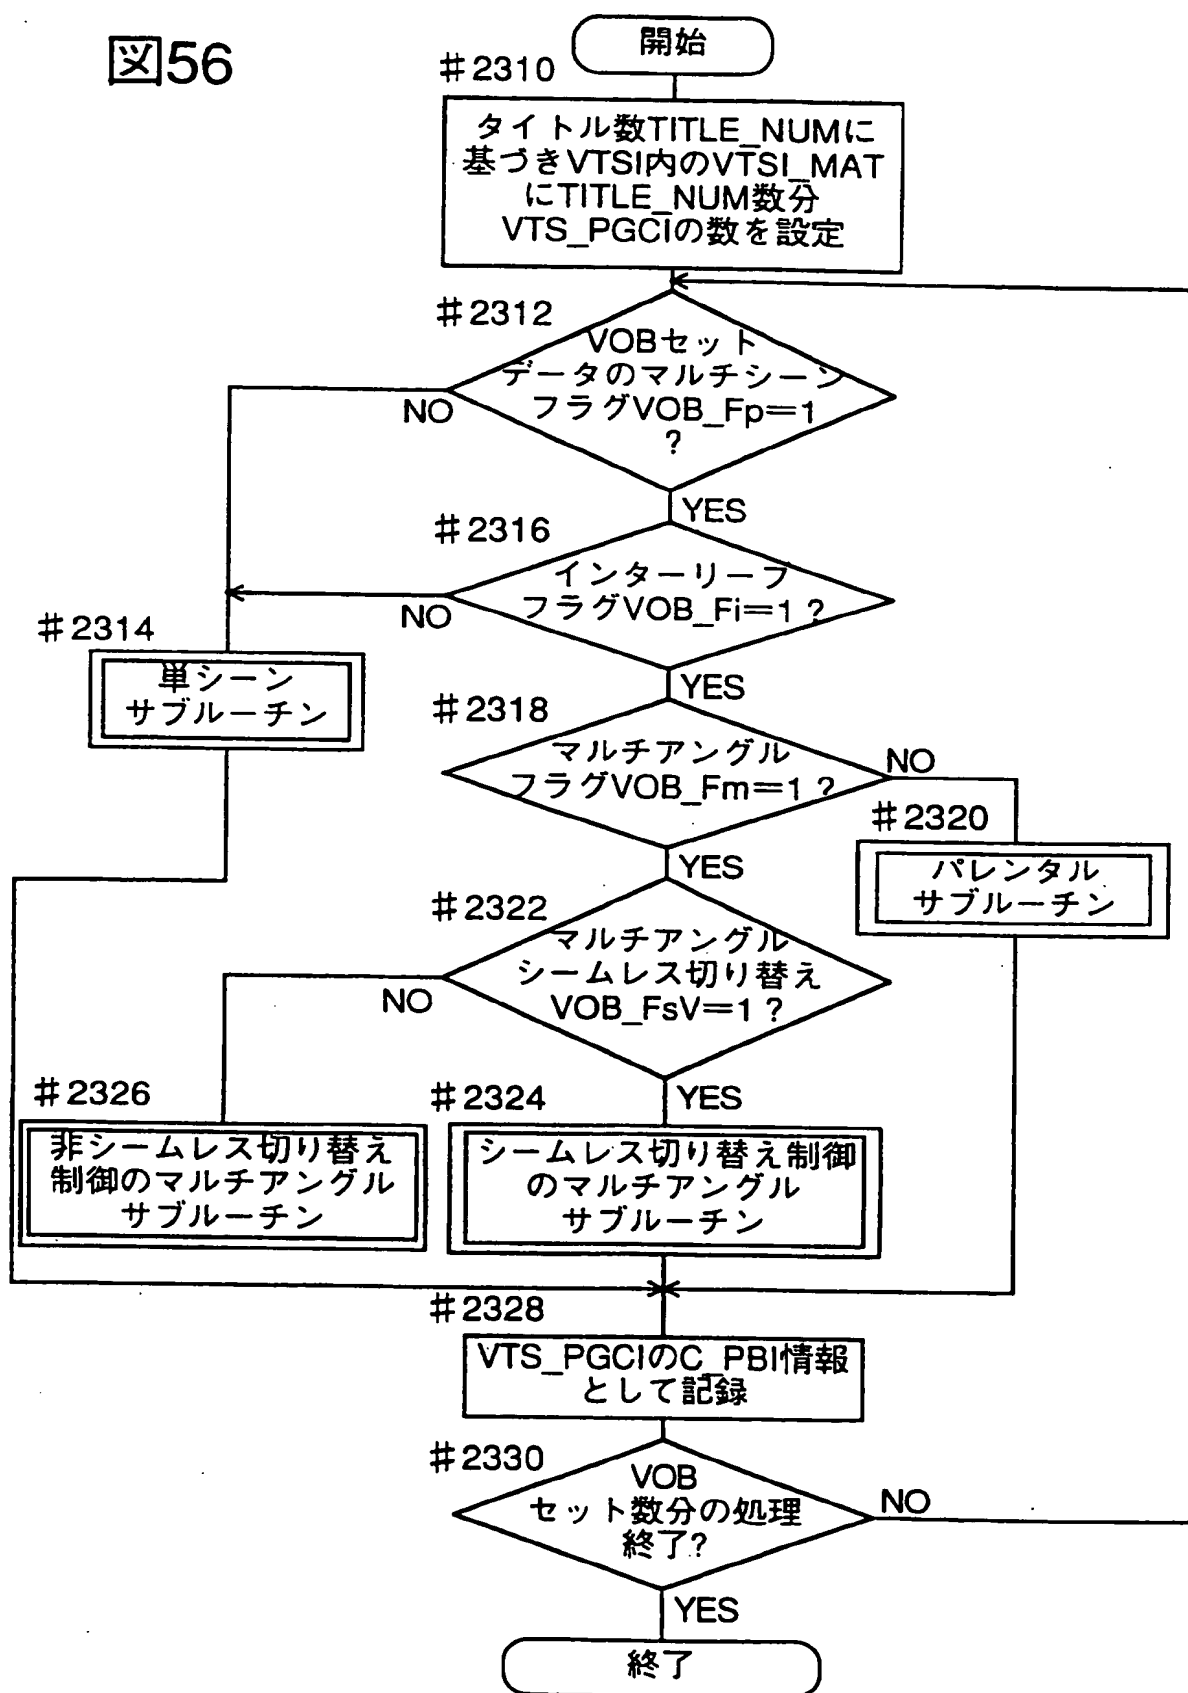 図56
開始
#2310
タイトル数TITLE_NUMに
基づきVTSI内のVTSI_MAT
にTITLE_NUM数分
VTS_PGCIの数を設定
#2312
VOBセット
データのマルチシーン
フラグVOB_Fp=1
?
NO
YES
#2316
インターリーフ
フラグVOB_Fi=1?
NO
YES
#2314
単シーン
サブルーチン
#2318
マルチアングル
フラグVOB_Fm=1?
NO
YES
#2320
パレンタル
サブルーチン
#2322
マルチアングル
シームレス切り替え
VOB_FsV=1?
NO
YES
#2326
非シームレス切り替え
制御のマルチアングル
サブルーチン
#2324
シームレス切り替え制御
のマルチアングル
サブルーチン
#2328
VTS_PGCIのC_PBI情報
として記録
#2330
VOB
セット数分の処理
終了?
NO
YES
終了